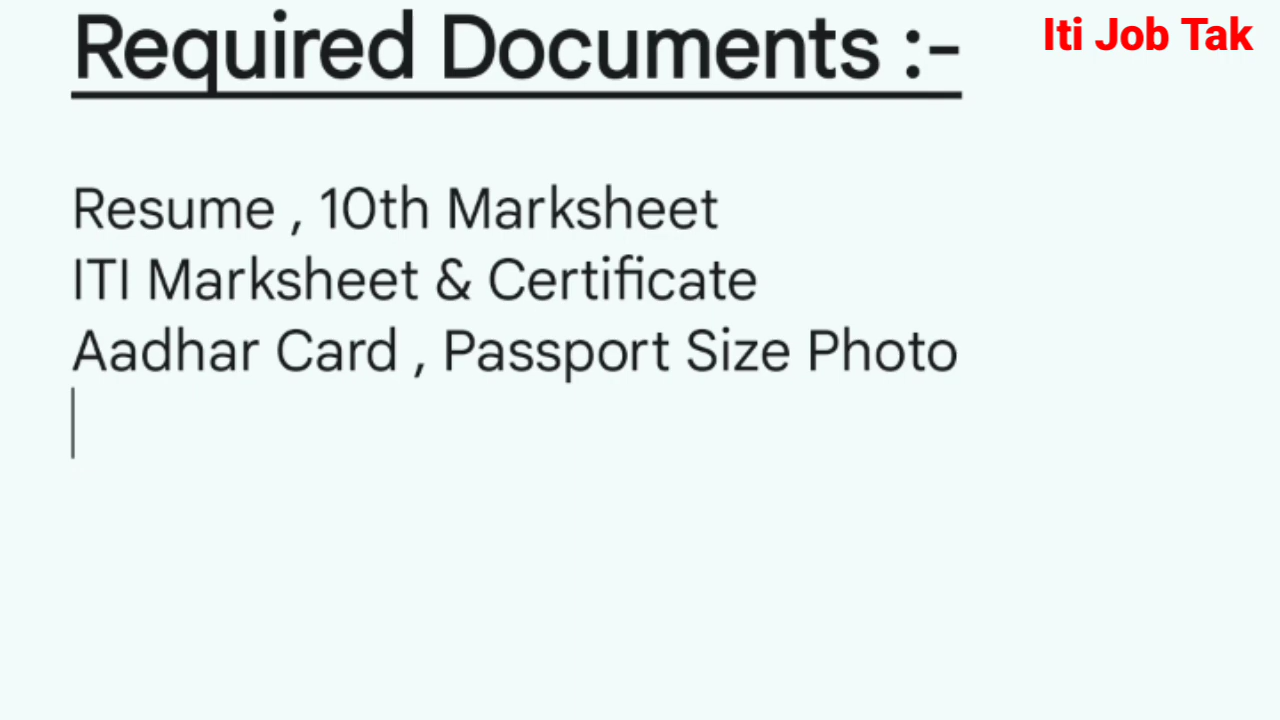 Required Documents :-
Iti Job Tak
Resume , 10th Marksheet
ITI Marksheet & Certificate
Aadhar Card , Passport Size Photo